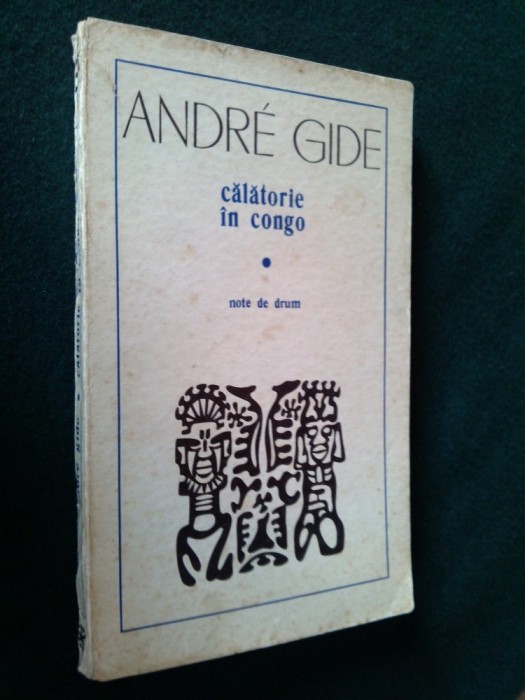 ANDRÉ GIDE
călătorie
în congo
note de drum